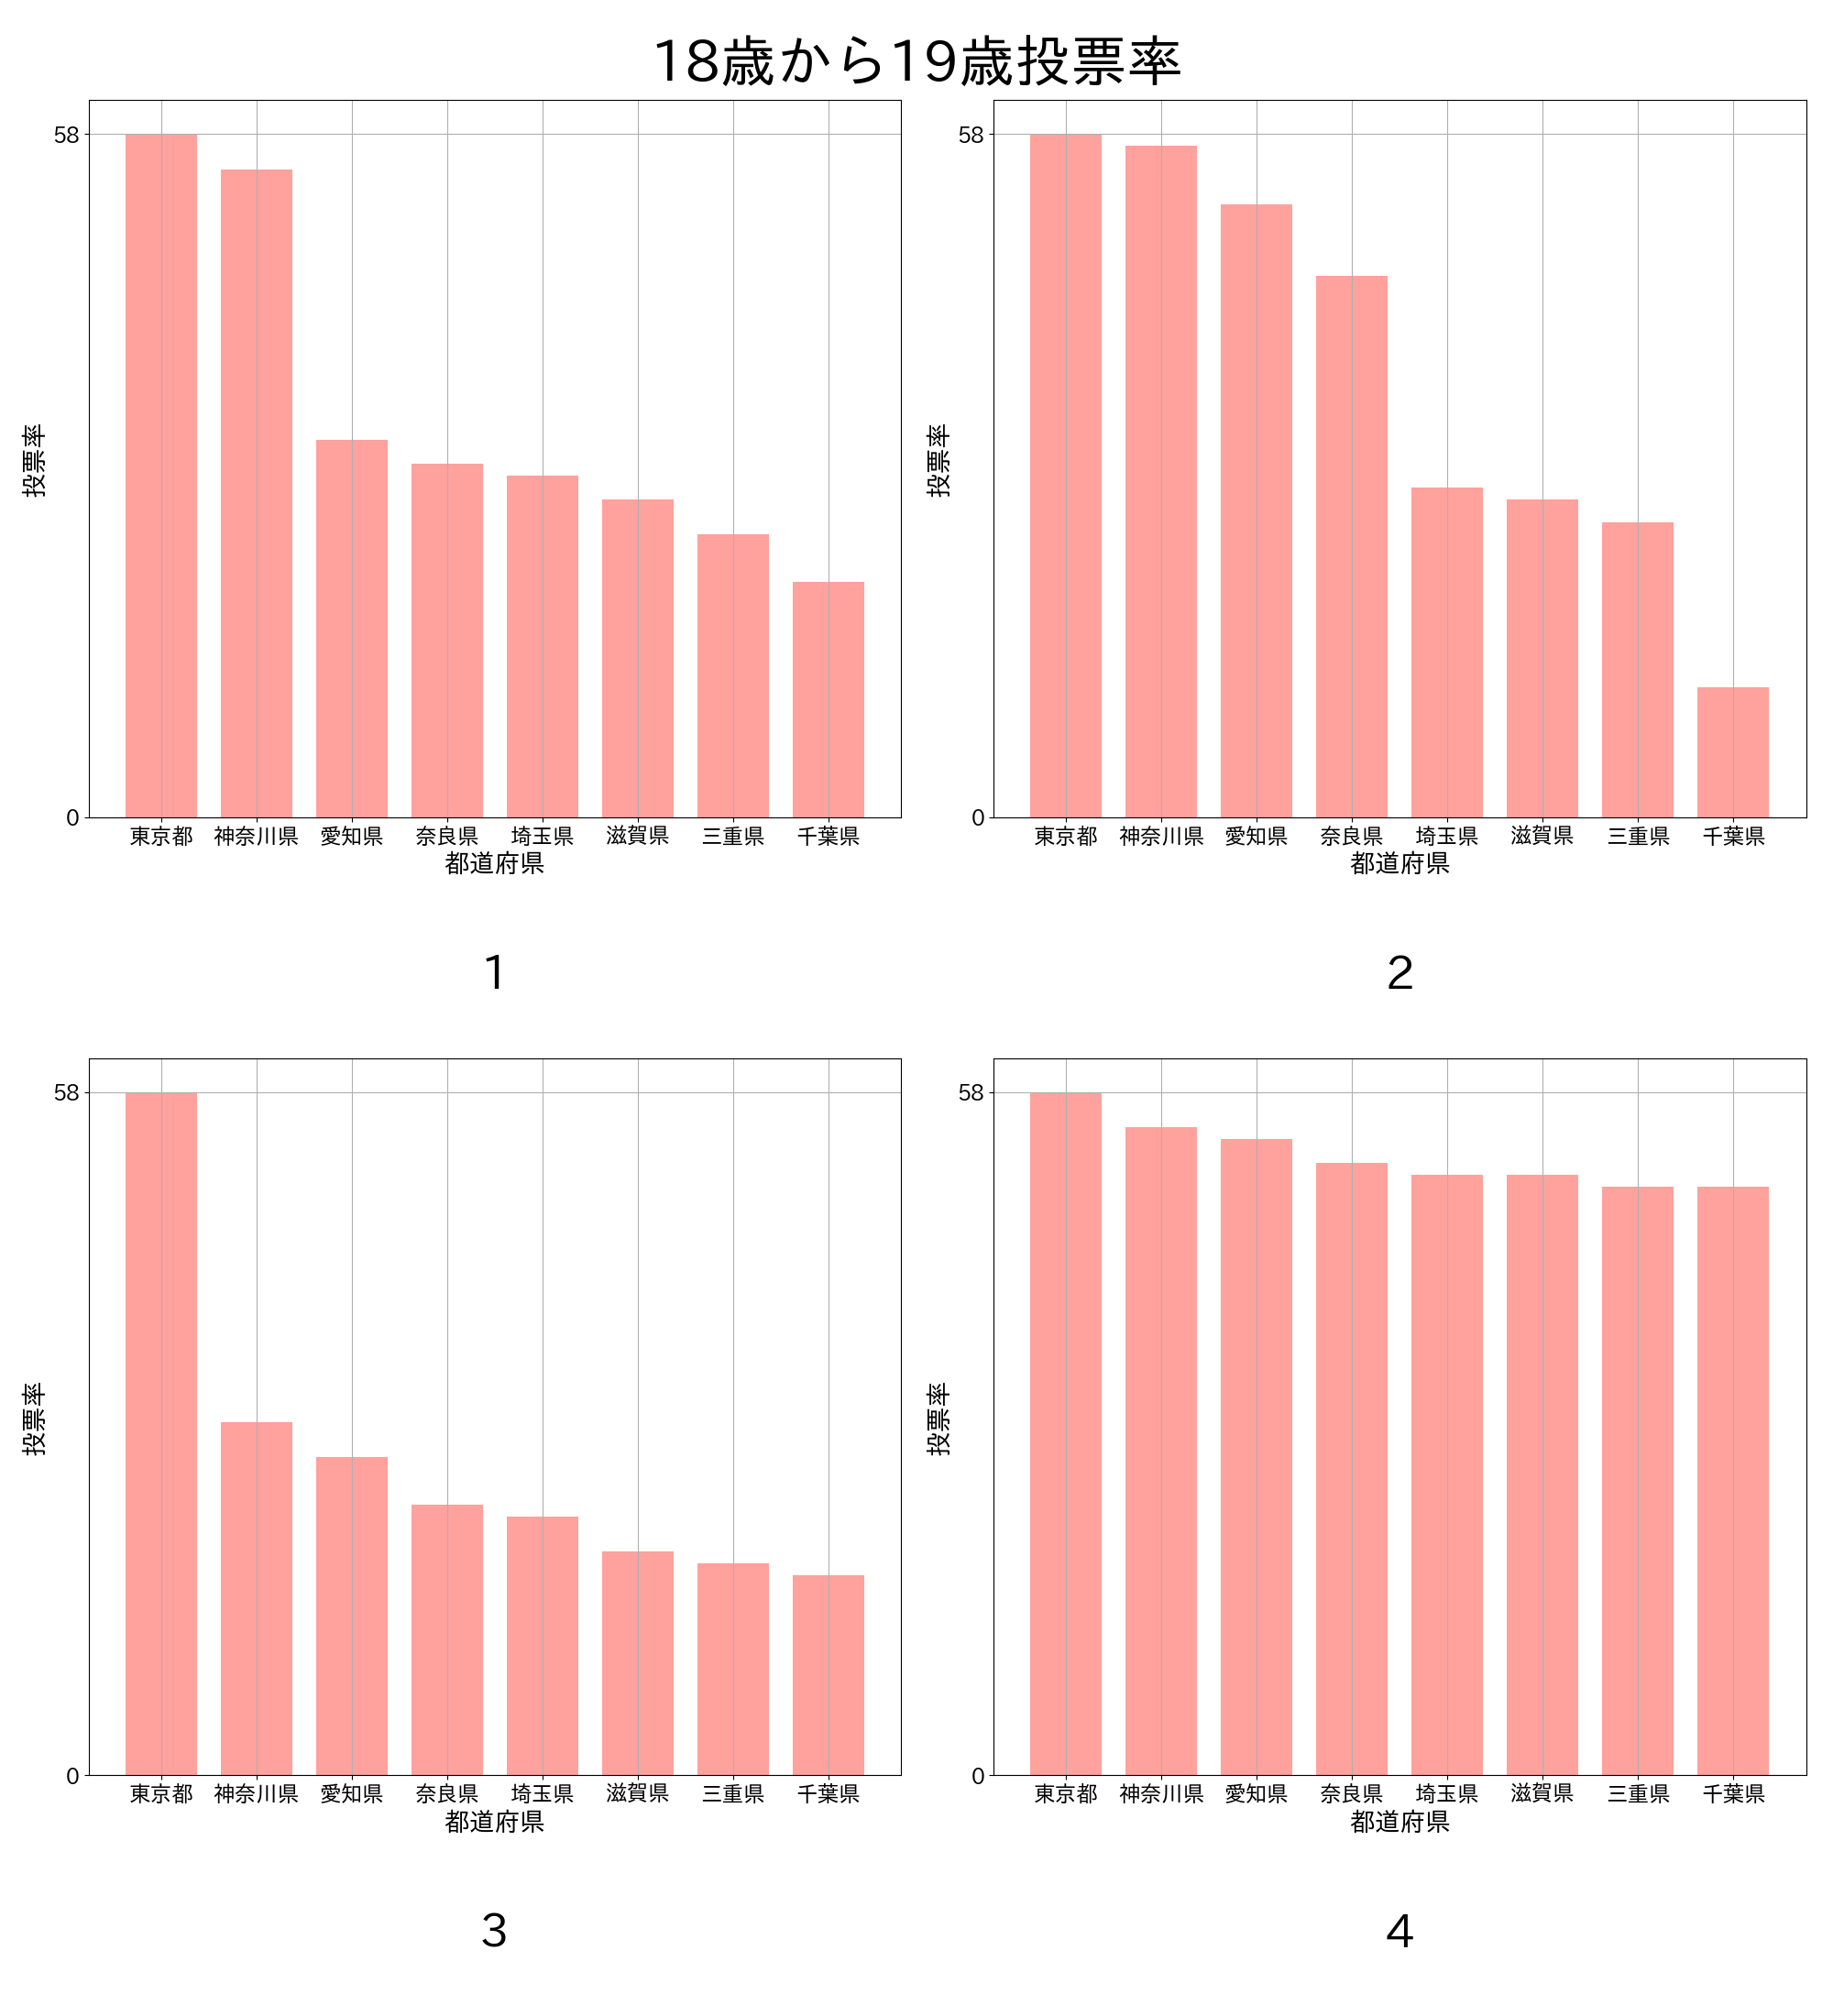 18歳から19歳投票率
58
0
投票率
東京都 神奈川県 愛知県 奈良県 埼玉県 滋賀県 三重県 千葉県
都道府県
1
58
0
投票率
東京都 神奈川県 愛知県 奈良県 埼玉県 滋賀県 三重県 千葉県
都道府県
2
58
0
投票率
東京都 神奈川県 愛知県 奈良県 埼玉県 滋賀県 三重県 千葉県
都道府県
3
58
0
投票率
東京都 神奈川県 愛知県 奈良県 埼玉県 滋賀県 三重県 千葉県
都道府県
4